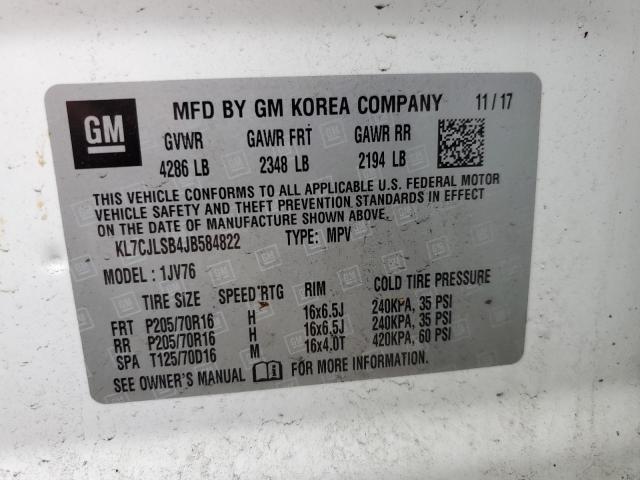 GM MFD BY GM KOREA COMPANY 11/17
GVWR GAWR FRT GAWR RR
4286 LB 2348 LB 2194 LB
THIS VEHICLE CONFORMS TO ALL APPLICABLE U.S. FEDERAL MOTOR
VEHICLE SAFETY AND THEFT PREVENTION STANDARDS IN EFFECT
ON THE DATE OF MANUFACTURE SHOWN ABOVE.
KL7CJLSB4JB584822 TYPE: MPV
MODEL: 1JV76
TIRE SIZE SPEED RTG RIM COLD TIRE PRESSURE
FRT P205/70R16 H 16x6.5J 240KPA, 35 PSI
RR P205/70R16 H 16x6.5J 240KPA, 35 PSI
SPA T125/70D16 M 16x4.0T 420KPA, 60 PSI
SEE OWNER'S MANUAL FOR MORE INFORMATION.